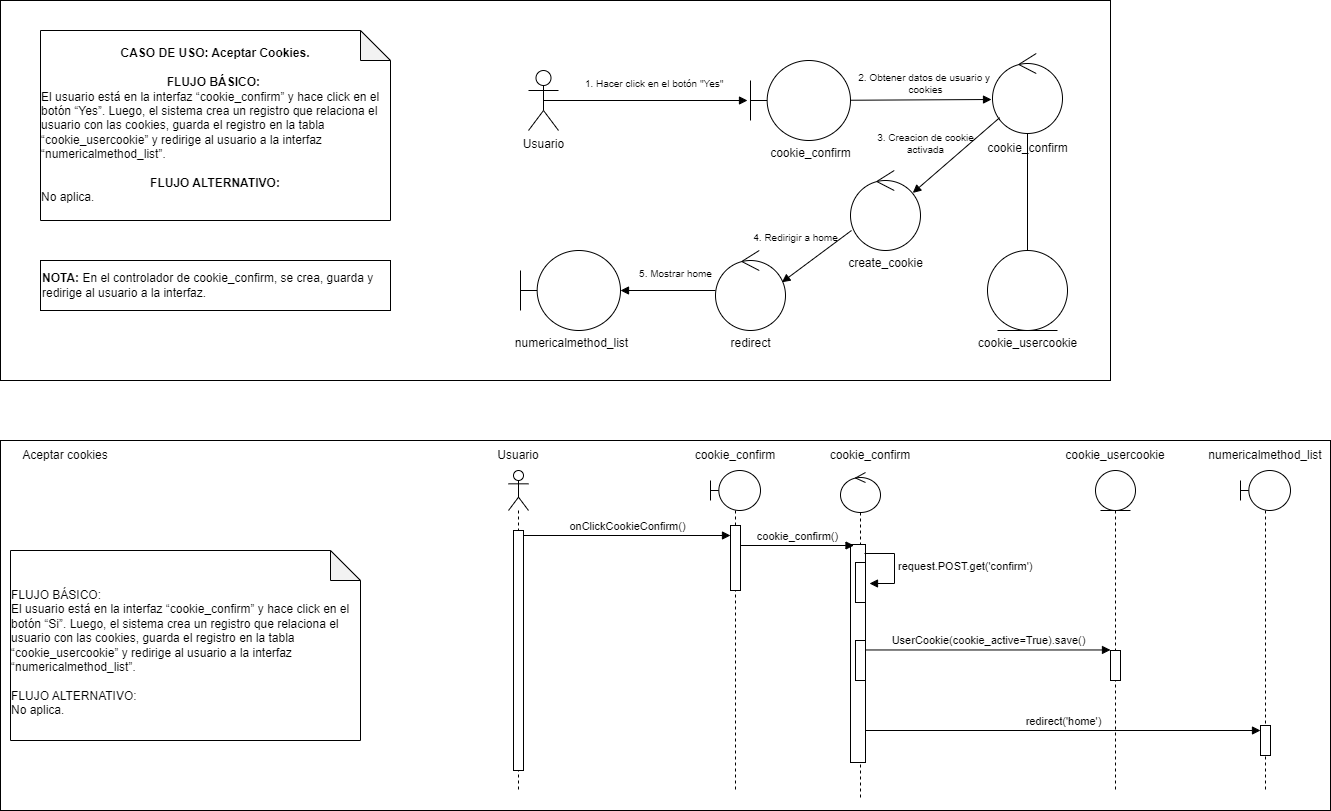 CASO DE USO: Aceptar Cookies.
FLUJO BÁSICO:
El usuario está en la interfaz “cookie_confirm” y hace click en el
botón “Yes”. Luego, el sistema crea un registro que relaciona el
usuario con las cookies, guarda el registro en la tabla
“cookie_usercookie” y redirige al usuario a la interfaz
“numericalmethod_list”.
FLUJO ALTERNATIVO:
No aplica.
NOTA: En el controlador de cookie_confirm, se crea, guarda y
redirige al usuario a la interfaz.
1. Hacer click en el botón "Yes"
2. Obtener datos de usuario y
cookies
Usuario
cookie_confirm
cookie_confirm
3. Creacion de cookie
activada
create_cookie
4. Redirigir a home
5. Mostrar home
numericalmethod_list
redirect
cookie_usercookie
Aceptar cookies
Usuario
cookie_confirm
cookie_confirm
cookie_usercookie
numericalmethod_list
onClickCookieConfirm()
cookie_confirm()
request.POST.get('confirm')
UserCookie(cookie_active=True).save()
redirect('home')
FLUJO BÁSICO:
El usuario está en la interfaz “cookie_confirm” y hace click en el
botón “Si”. Luego, el sistema crea un registro que relaciona el
usuario con las cookies, guarda el registro en la tabla
“cookie_usercookie” y redirige al usuario a la interfaz
“numericalmethod_list”.
FLUJO ALTERNATIVO:
No aplica.